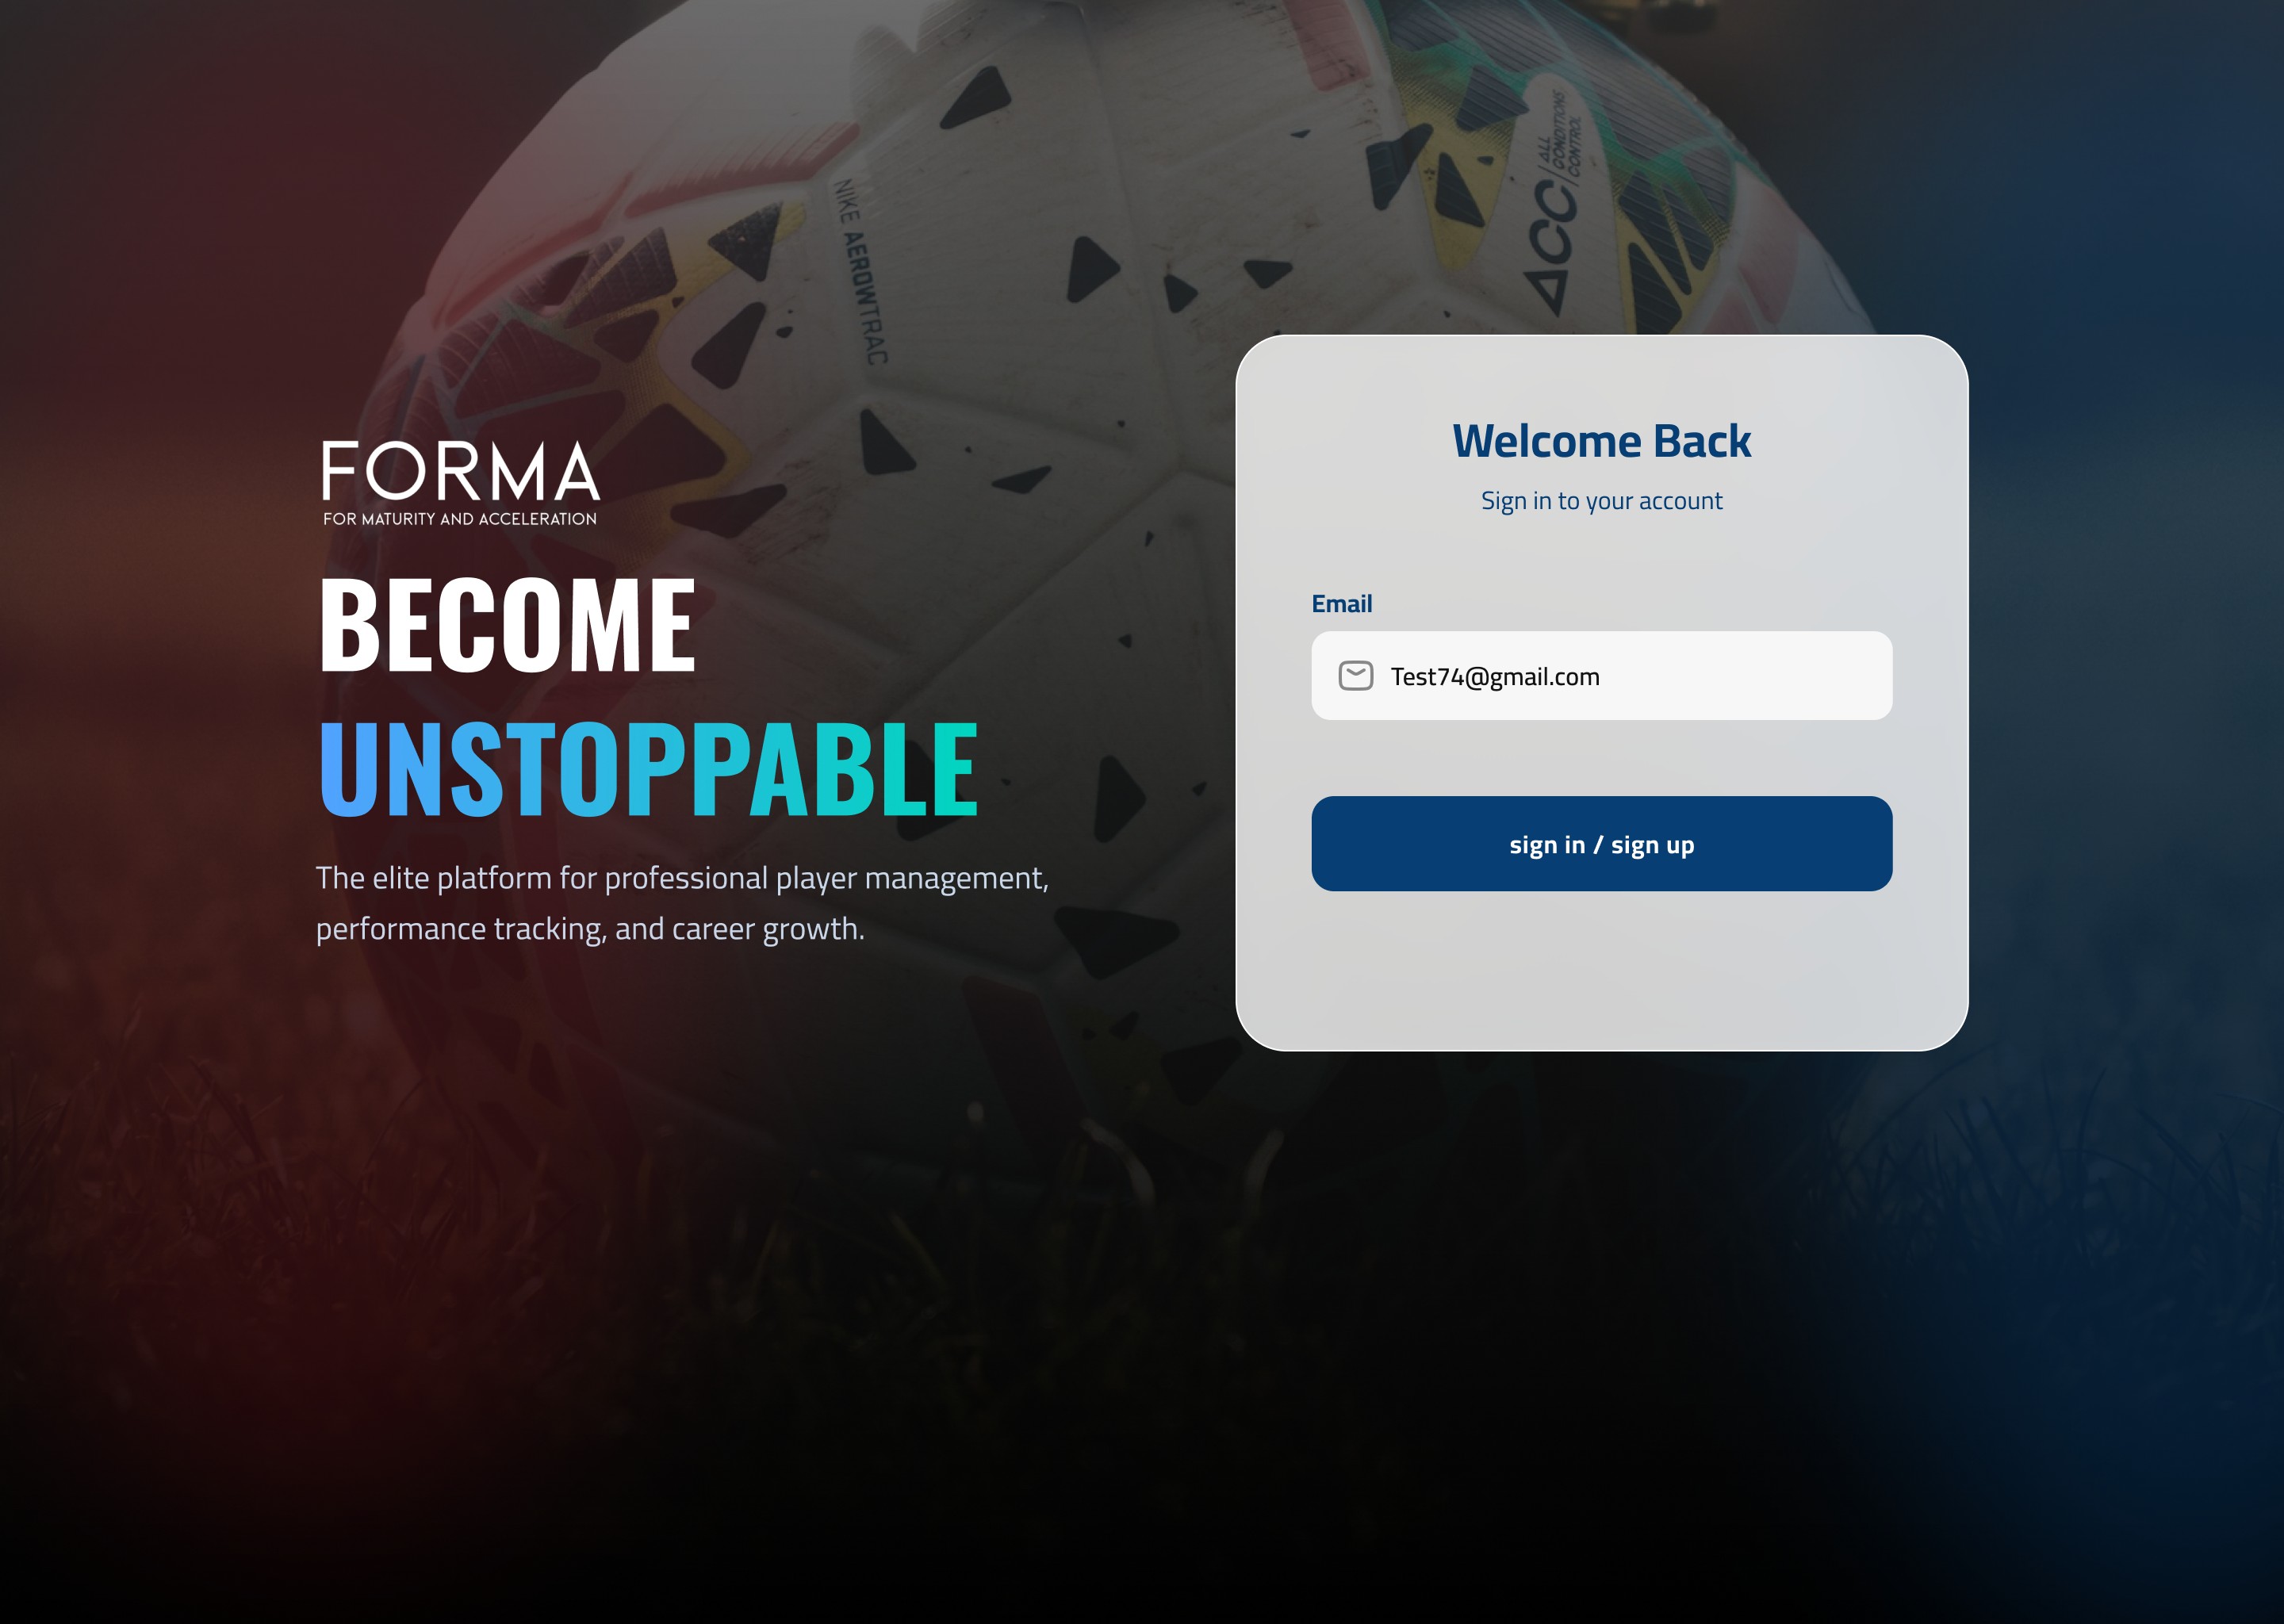 NIKE AEROWTRAC
ACC
ALL
CONDITIONS
CONTROL
FORMA
FOR MATURITY AND ACCELERATION
BECOME
UNSTOPPABLE
The elite platform for professional player management,
performance tracking, and career growth.
Welcome Back
Sign in to your account
Email
Test74@gmail.com
sign in / sign up